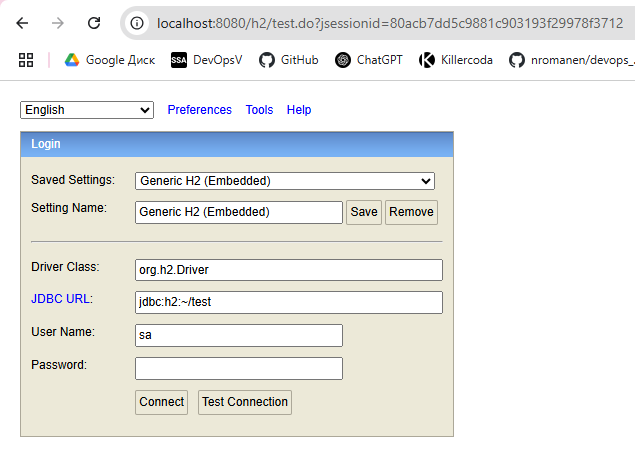 localhost:8080/h2/test.do?jsessionid=80acb7dd5c9881c903193f29978f3712
Google Диск SSA DevOpsV GitHub ChatGPT Killercoda nromanen/devops_
English Preferences Tools Help
Login
Saved Settings: Generic H2 (Embedded)
Setting Name: Generic H2 (Embedded) Save Remove
Driver Class: org.h2.Driver
JDBC URL: jdbc:h2:~/test
User Name: sa
Password:
Connect Test Connection